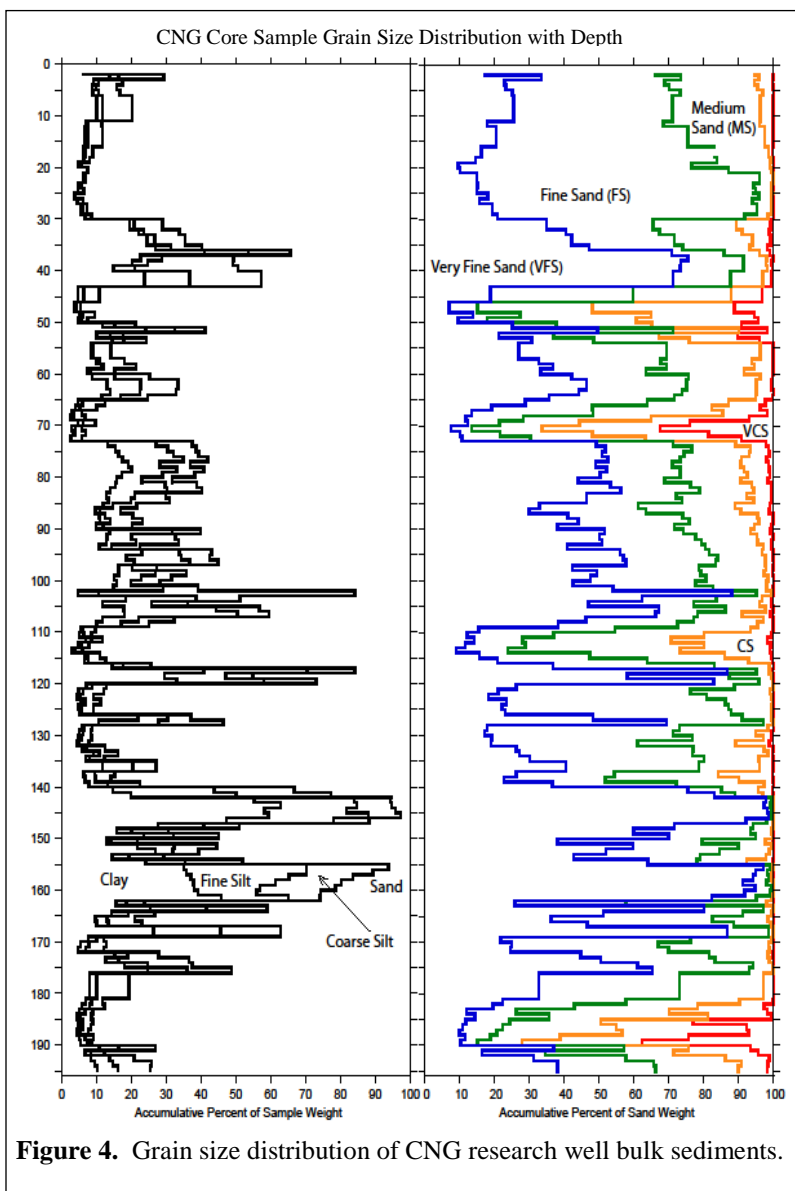 CNG Core Sample Grain Size Distribution with Depth
0
10
20
30
40
50
60
70
80
90
100
110
120
130
140
150
160
170
180
190
Clay
Fine Silt
Coarse Silt
Sand
0 10 20 30 40 50 60 70 80 90 100
Accumulative Percent of Sample Weight
Medium
Sand (MS)
Fine Sand (FS)
Very Fine Sand (VFS)
VCS
CS
0 10 20 30 40 50 60 70 80 90 100
Accumulative Percent of Sand Weight
Figure 4. Grain size distribution of CNG research well bulk sediments.